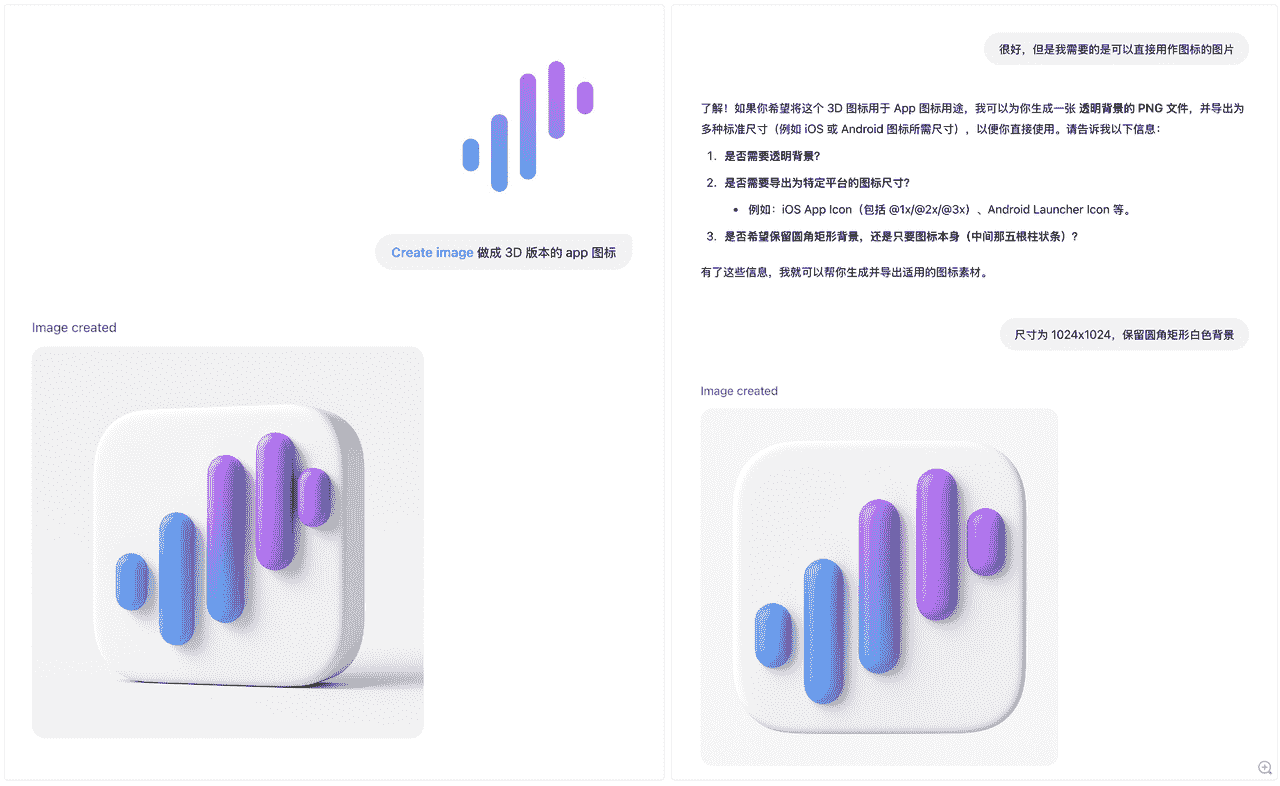 Create image 做成 3D 版本的 app 图标
Image created
很好，但是我需要的是可以直接用作图标的图片
了解！如果你希望将这个 3D 图标用于 App 图标用途，我可以为你生成一张 透明背景的 PNG 文件，并导出为
多种标准尺寸（例如 iOS 或 Android 图标所需尺寸），以便你直接使用。请告诉我以下信息：
1. 是否需要透明背景？
2. 是否需要导出为特定平台的图标尺寸？
• 例如：iOS App Icon（包括 @1x/@2x/@3x）、Android Launcher Icon 等。
3. 是否希望保留圆角矩形背景，还是只要图标本身（中间那五根柱状条）？
有了这些信息，我就可以帮你生成并导出适用的图标素材。
尺寸为 1024x1024，保留圆角矩形白色背景
Image created